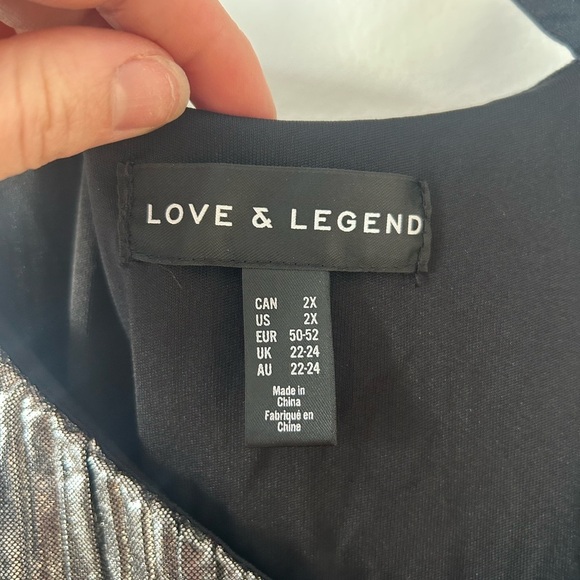 LOVE & LEGEND
CAN 2X
US 2X
EUR 50-52
UK 22-24
AU 22-24
Made in
China
Fabriqué en
Chine